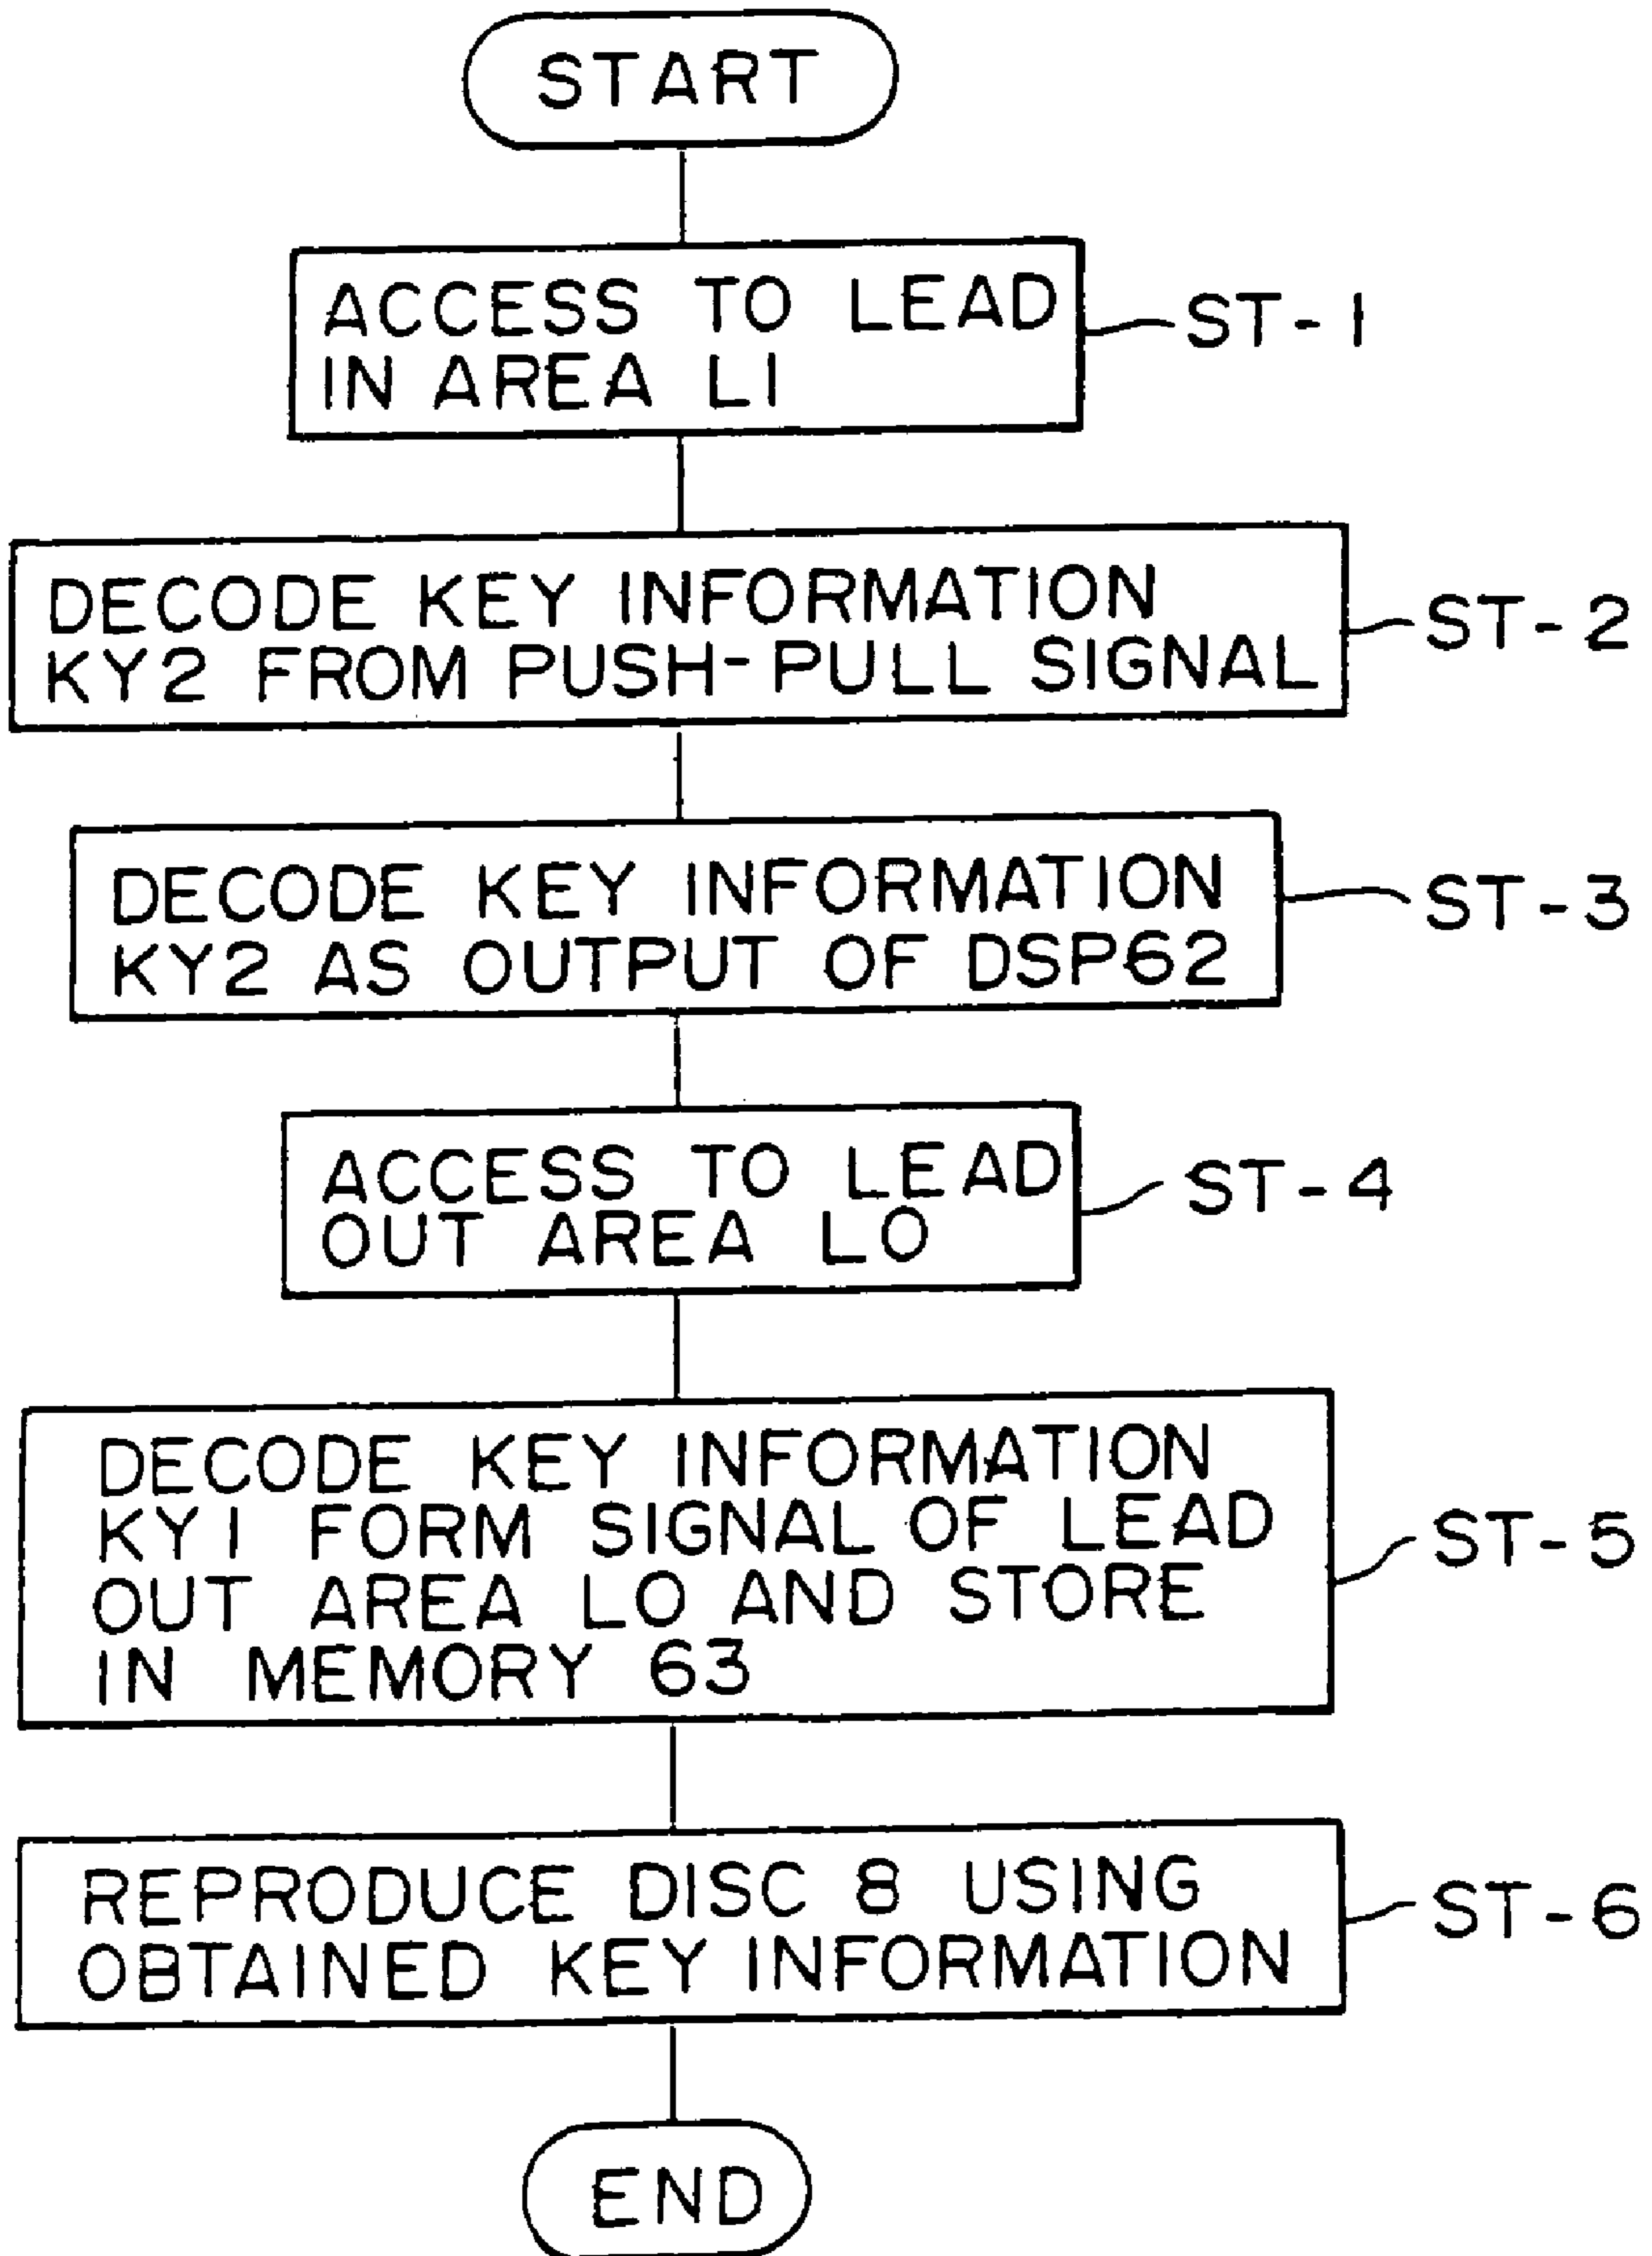 START
ACCESS TO LEAD
IN AREA LI
ST-1
DECODE KEY INFORMATION
KY2 FROM PUSH-PULL SIGNAL
ST-2
DECODE KEY INFORMATION
KY2 AS OUTPUT OF DSP62
ST-3
ACCESS TO LEAD
OUT AREA LO
ST-4
DECODE KEY INFORMATION
KY1 FORM SIGNAL OF LEAD
OUT AREA LO AND STORE
IN MEMORY 63
ST-5
REPRODUCE DISC 8 USING
OBTAINED KEY INFORMATION
ST-6
END